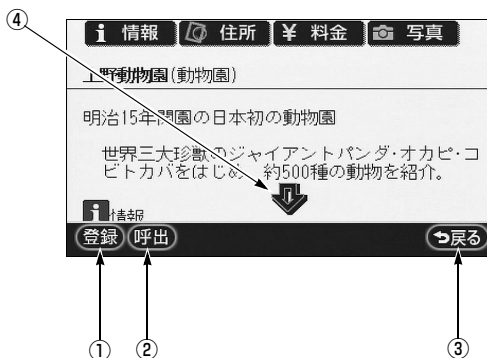 ④
i 情報 住所 ¥ 料金 写真
上野動物園(動物園)
明治15年開園の日本初の動物園
世界三大珍獣のジャイアントパンダ・オカピ・コ
ビトカバをはじめ 約500種の動物を紹介。
i 情報
登録 呼出 戻る
① ② ③